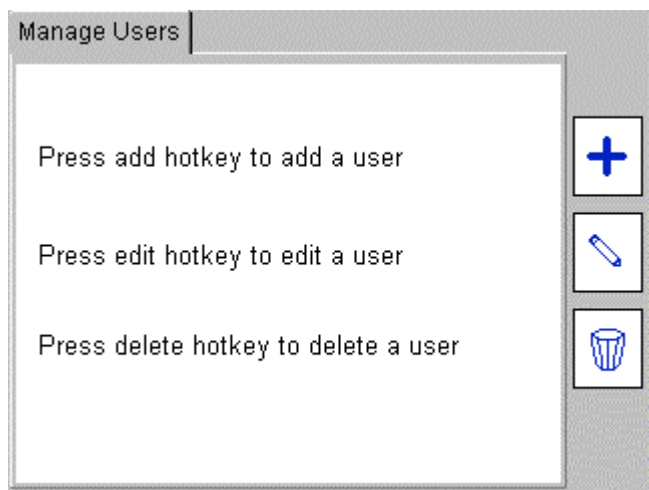 Manage Users
Press add hotkey to add a user
Press edit hotkey to edit a user
Press delete hotkey to delete a user